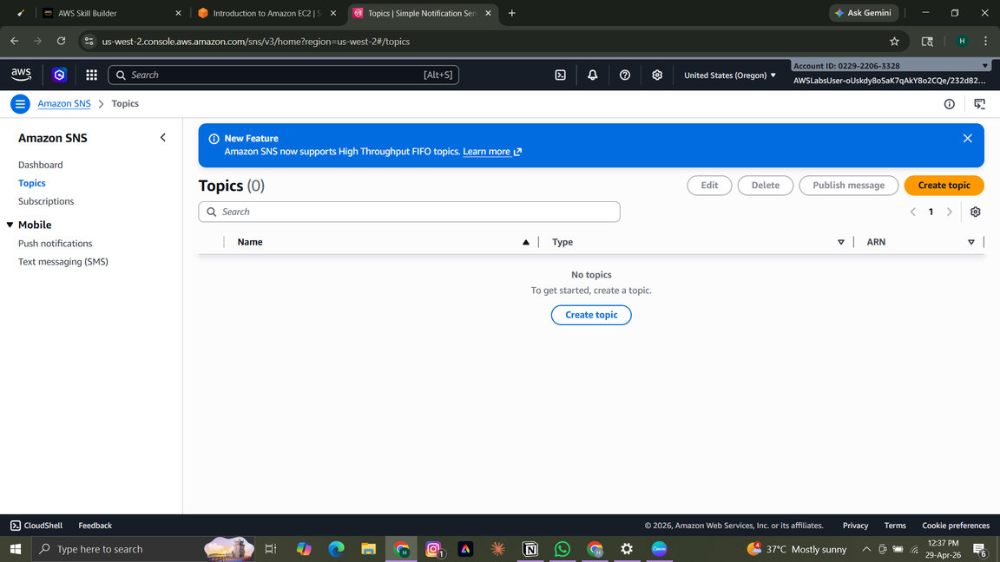 AWS Skill Builder
Introduction to Amazon EC2 | S
Topics | Simple Notification Ser
Ask Gemini
us-west-2.console.aws.amazon.com/sns/v3/home?region=us-west-2#/topics
H
aws
Search
[Alt+S]
United States (Oregon)
Account ID: 0229-2206-3328
AWSLabsUser-oUskdy8oSaK7qAkY8o2CQe/232d82...
Amazon SNS
Topics
Amazon SNS
Dashboard
Topics
Subscriptions
Mobile
Push notifications
Text messaging (SMS)
New Feature
Amazon SNS now supports High Throughput FIFO topics. Learn more
Topics (0)
Edit
Delete
Publish message
Create topic
Search
1
Name
Type
ARN
No topics
To get started, create a topic.
Create topic
CloudShell
Feedback
© 2026, Amazon Web Services, Inc. or its affiliates.
Privacy
Terms
Cookie preferences
Type here to search
H
1
N
H
Canva
4
37°C Mostly sunny
12:37 PM
29-Apr-26
6